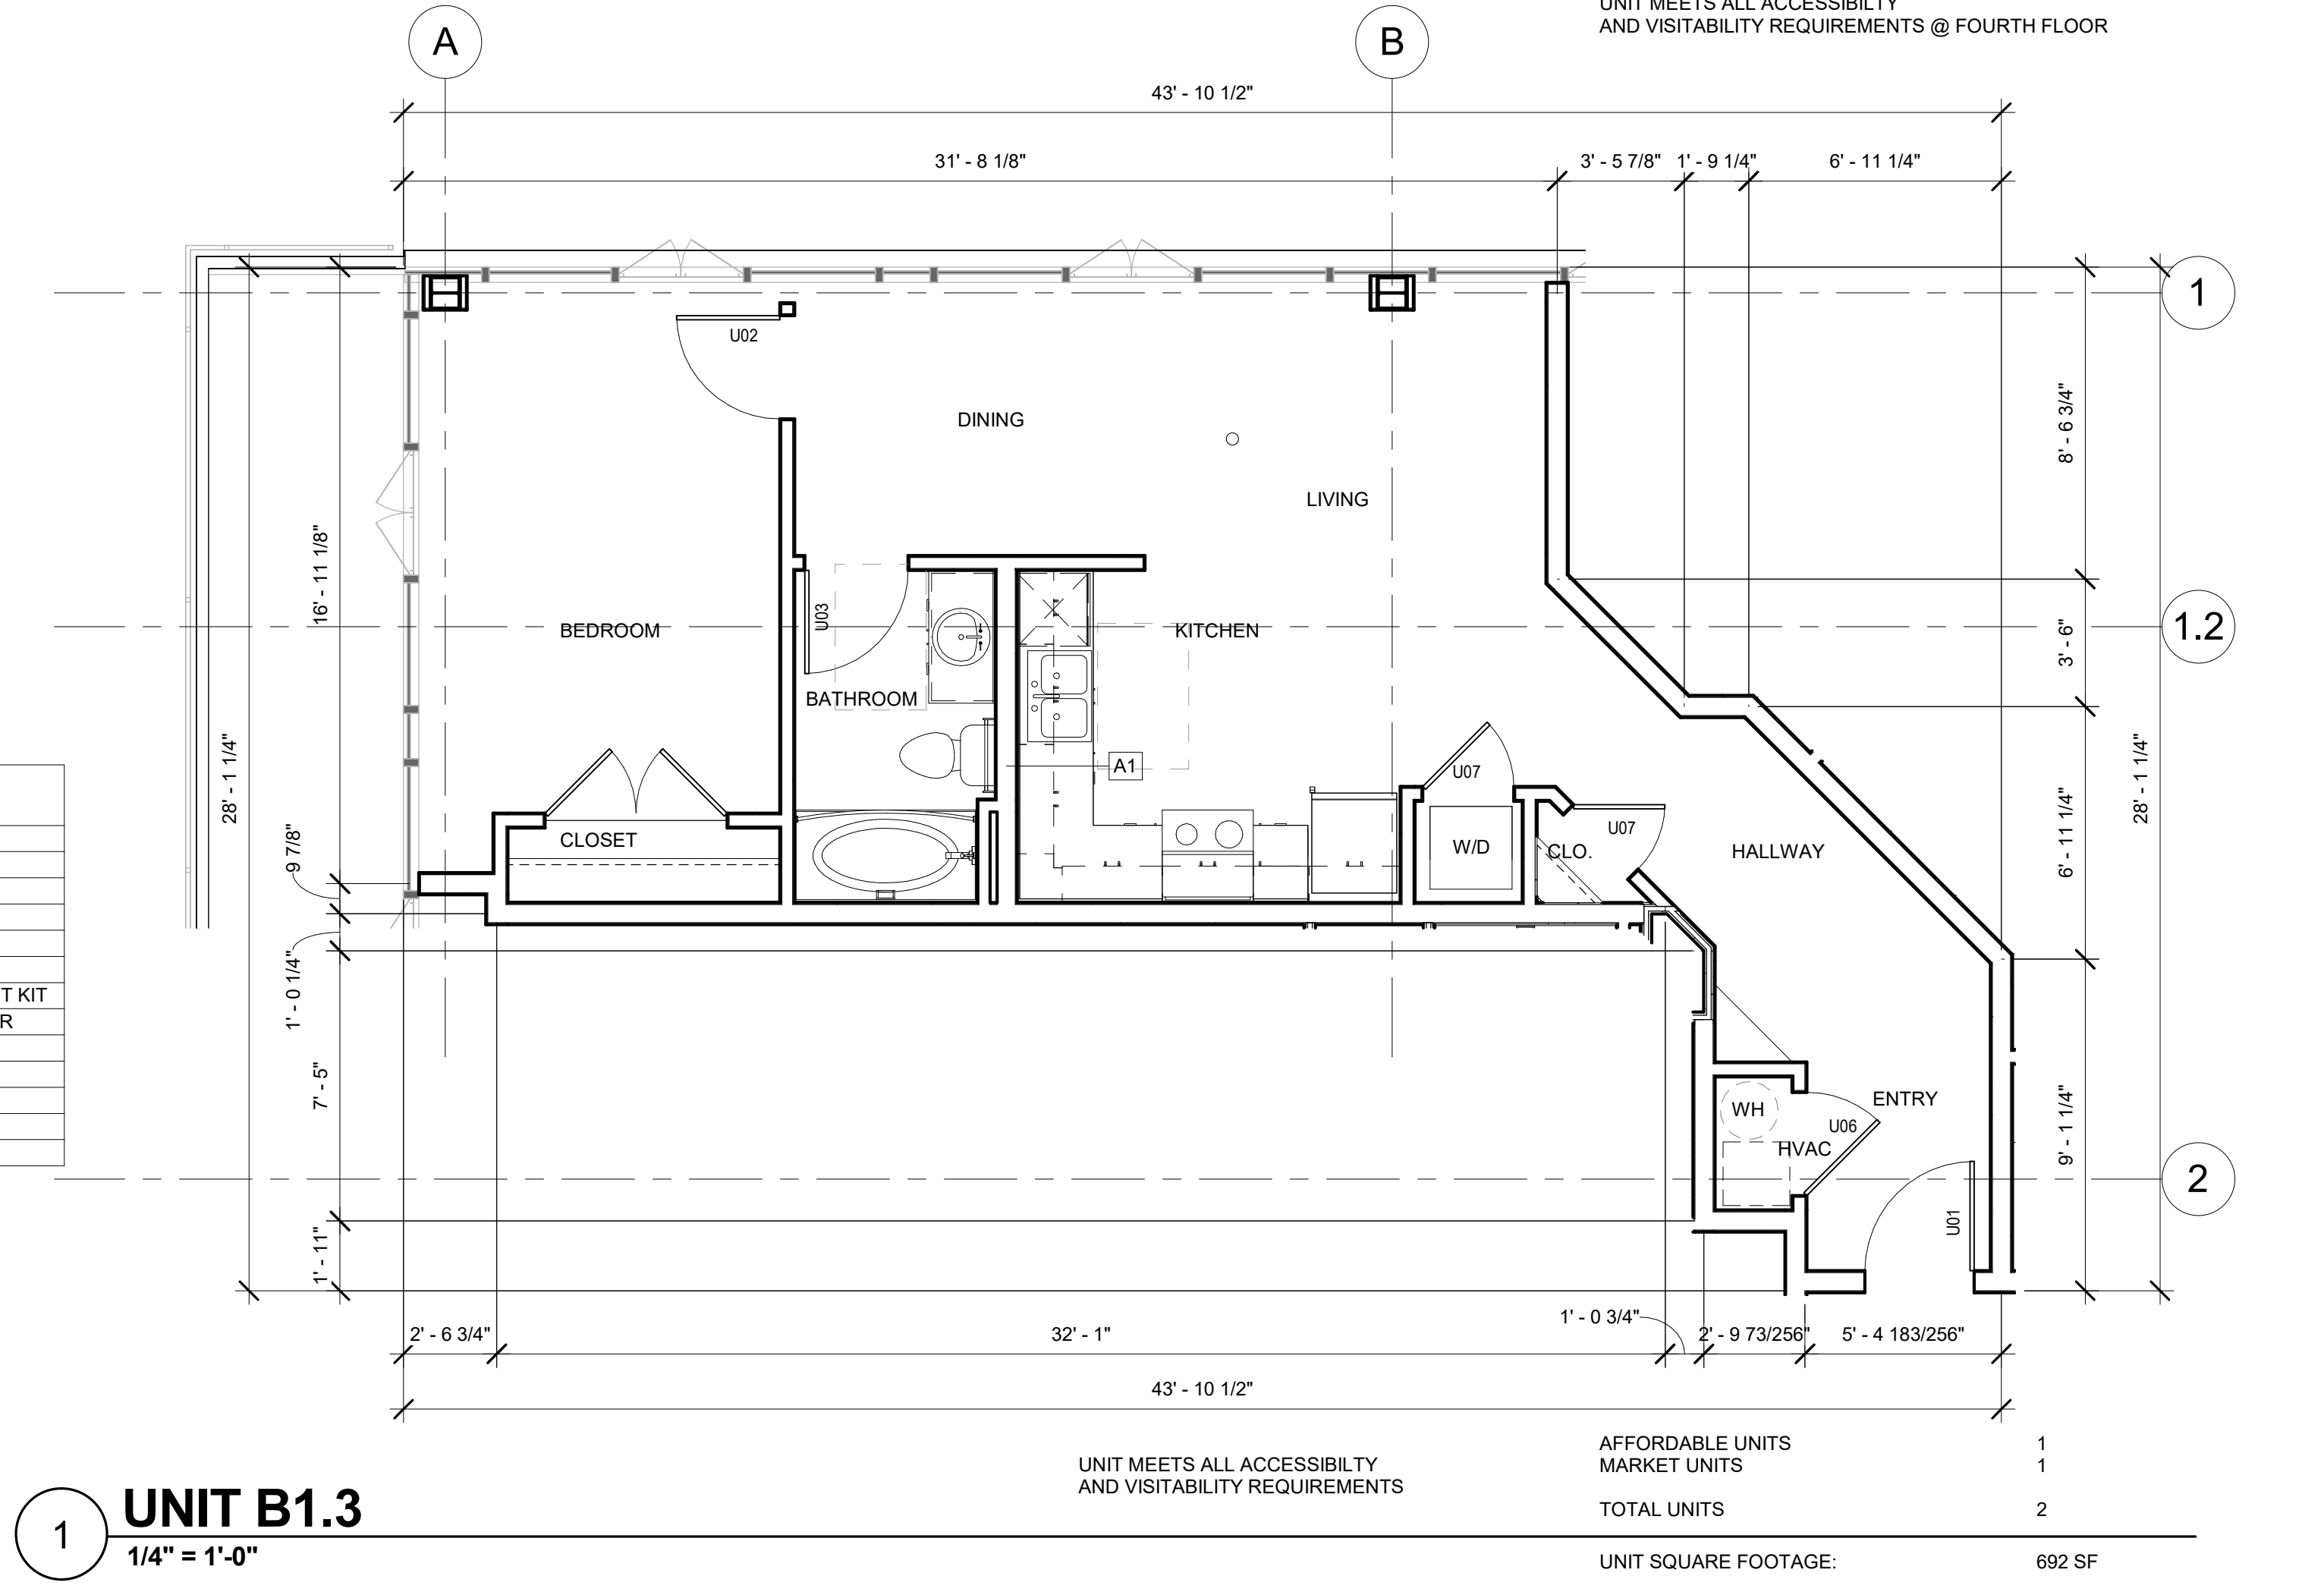 UNIT MEETS ALL ACCESSIBILTY
AND VISITABILITY REQUIREMENTS @ FOURTH FLOOR
A
B
43' - 10 1/2"
31' - 8 1/8"
3' - 5 7/8"
1' - 9 1/4"
6' - 11 1/4"
1
U02
DINING
8' - 6 3/4"
LIVING
16' - 11 1/8"
U03
BEDROOM
KITCHEN
1.2
3' - 6"
BATHROOM
28' - 1 1/4"
A1
U07
28' - 1 1/4"
9 7/8"
CLOSET
W/D
U07
CLO.
HALLWAY
6' - 11 1/4"
1' - 0 1/4"
T KIT
R
7' - 5"
WH
ENTRY
U06
HVAC
9' - 1 1/4"
2
U01
1' - 11"
2' - 6 3/4"
32' - 1"
1' - 0 3/4"
2' - 9 73/256"
5' - 4 183/256"
43' - 10 1/2"
UNIT MEETS ALL ACCESSIBILTY
AND VISITABILITY REQUIREMENTS
AFFORDABLE UNITS 1
MARKET UNITS 1
TOTAL UNITS 2
1
UNIT B1.3
1/4" = 1'-0"
UNIT SQUARE FOOTAGE: 692 SF